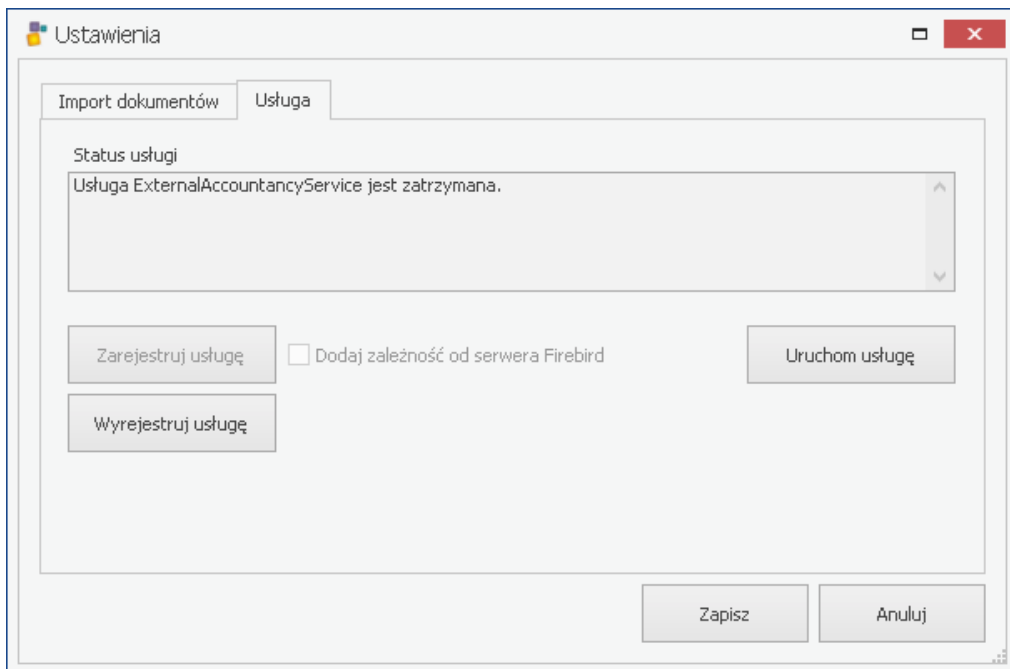 Ustawienia
Import dokumentów
Usługa
Status usługi
Usługa ExternalAccountancyService jest zatrzymana.
Zarejestruj usługę
Dodaj zależność od serwera Firebird
Uruchom usługę
Wyrejestruj usługę
Zapisz
Anuluj